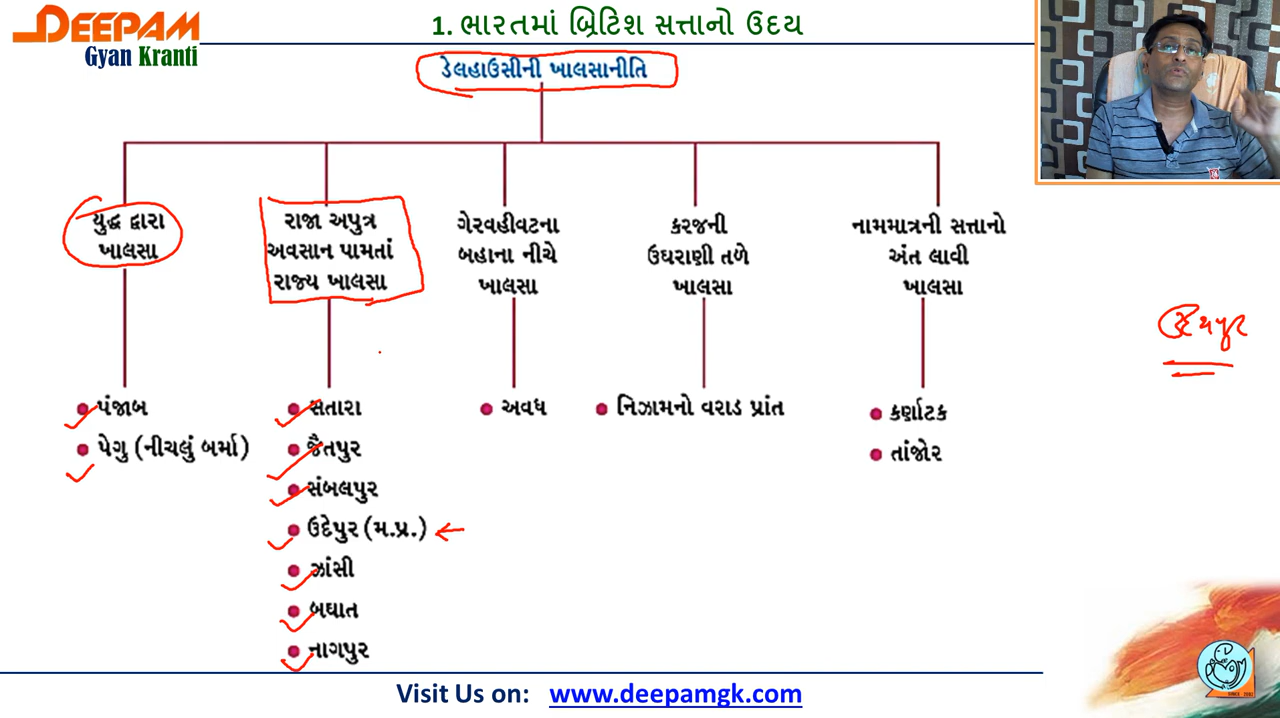 DEEPAM
Gyan Kranti
1. ભારતમાં બ્રિટિશ સત્તાનો ઉદય
ડેલહાઉસીની ખાલસાનીતિ
યુદ્ધ દ્વારા
ખાલસા
રાજા અપુત્ર
અવસાન પામતાં
રાજ્ય ખાલસા
ગેરવહીવટના
બહાના નીચે
ખાલસા
કરજની
ઉઘરાણી તળે
ખાલસા
નામમાત્રની સત્તાનો
અંત લાવી
ખાલસા
ઉદયપુર
પંજાબ
પેગુ (નીચલું બર્મા)
સતારા
જૈતપુર
સંબલપુર
ઉદેપુર (મ.પ્ર.)
ઝાંસી
બઘાત
નાગપુર
અવધ
નિઝામનો વરાડ પ્રાંત
કર્ણાટક
તાંજોર
Visit Us on: www.deepamgk.com